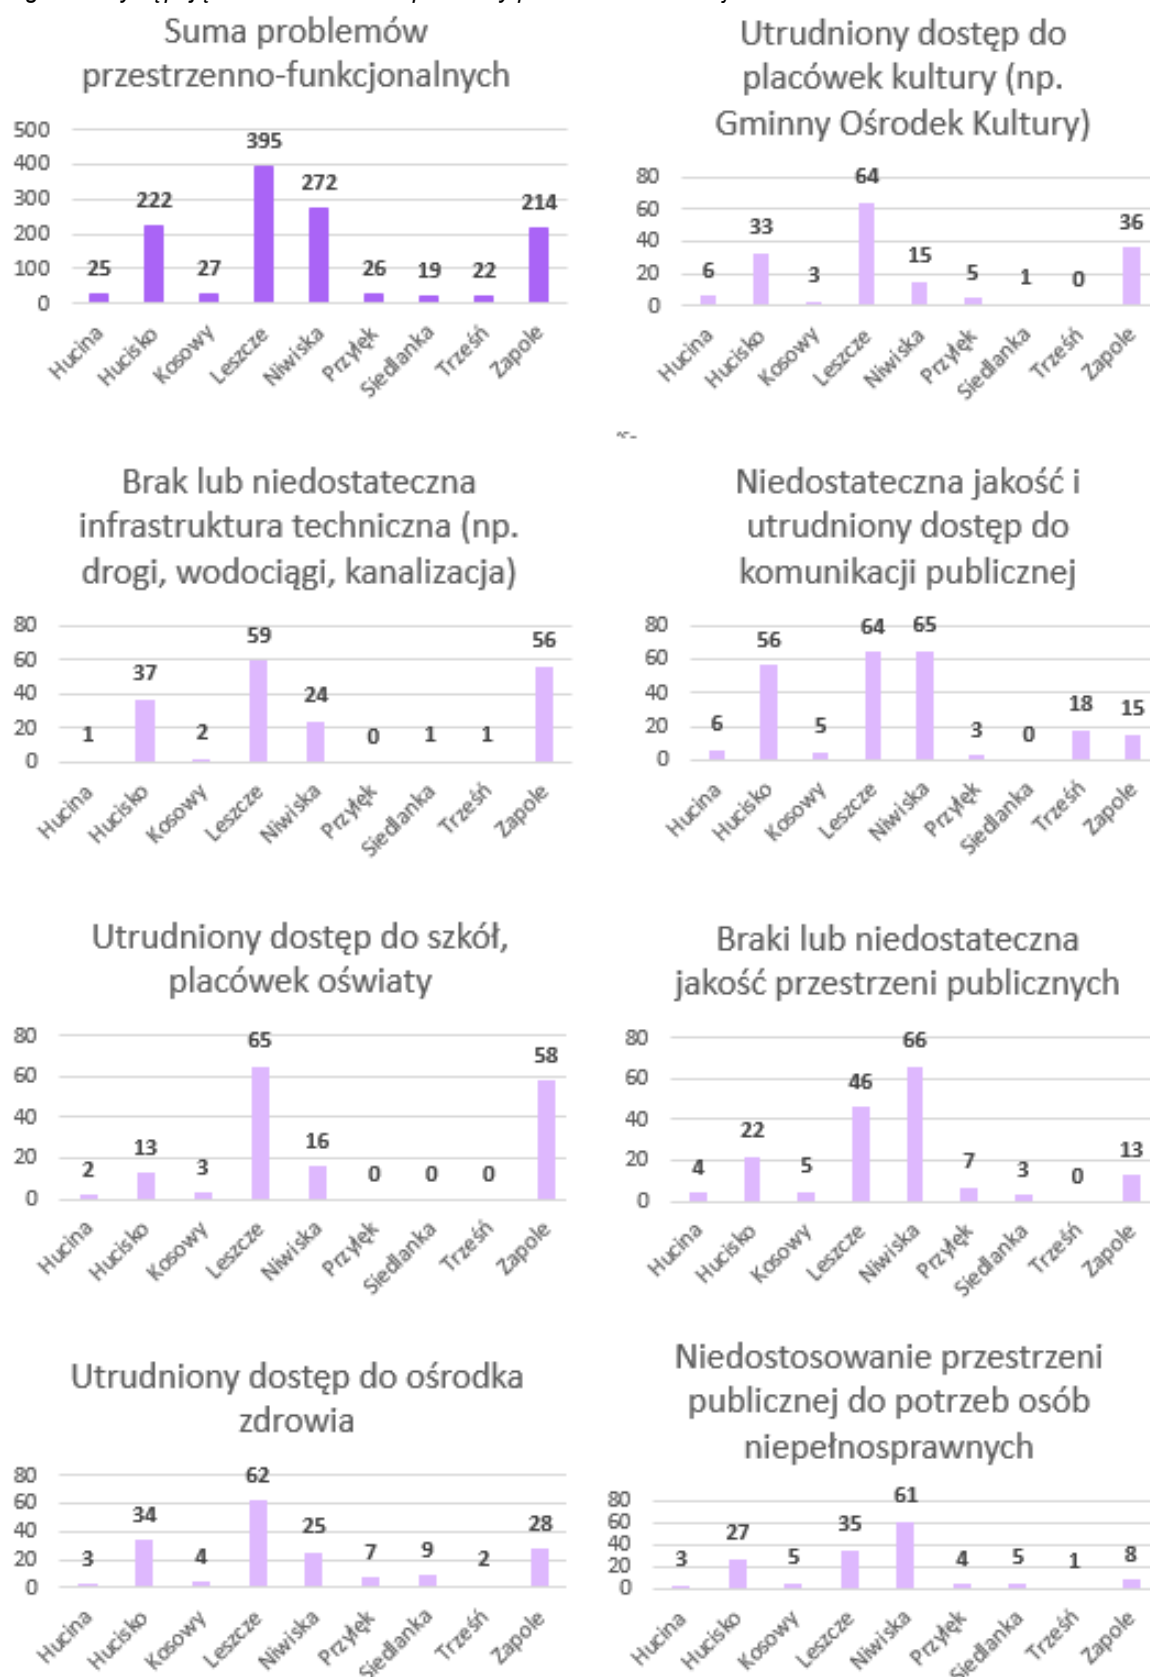 Suma problemów
przestrzenno-funkcjonalnych
500
400
300
200
100
0
25
222
27
395
272
26
19
22
214
Hucina
Hucisko
Kosowy
Leszcze
Niwiska
Przyłęk
Siedlanka
Trześń
Zapole
Utrudniony dostęp do
placówek kultury (np.
Gminny Ośrodek Kultury)
80
60
40
20
0
6
33
3
64
15
5
1
0
36
Hucina
Hucisko
Kosowy
Leszcze
Niwiska
Przyłęk
Siedlanka
Trześń
Zapole
Brak lub niedostateczna
infrastruktura techniczna (np.
drogi, wodociągi, kanalizacja)
80
60
40
20
0
1
37
2
59
24
0
1
1
56
Hucina
Hucisko
Kosowy
Leszcze
Niwiska
Przyłęk
Siedlanka
Trześń
Zapole
Niedostateczna jakość i
utrudniony dostęp do
komunikacji publicznej
80
60
40
20
0
6
56
5
64
65
3
0
18
15
Hucina
Hucisko
Kosowy
Leszcze
Niwiska
Przyłęk
Siedlanka
Trześń
Zapole
Utrudniony dostęp do szkół,
placówek oświaty
80
60
40
20
0
2
13
3
65
16
0
0
0
58
Hucina
Hucisko
Kosowy
Leszcze
Niwiska
Przyłęk
Siedlanka
Trześń
Zapole
Braki lub niedostateczna
jakość przestrzeni publicznych
80
60
40
20
0
4
22
5
46
66
7
3
0
13
Hucina
Hucisko
Kosowy
Leszcze
Niwiska
Przyłęk
Siedlanka
Trześń
Zapole
Utrudniony dostęp do ośrodka
zdrowia
80
60
40
20
0
3
34
4
62
25
7
9
2
28
Hucina
Hucisko
Kosowy
Leszcze
Niwiska
Przyłęk
Siedlanka
Trześń
Zapole
Niedostosowanie przestrzeni
publicznej do potrzeb osób
niepełnosprawnych
80
60
40
20
0
3
27
5
35
61
4
5
1
8
Hucina
Hucisko
Kosowy
Leszcze
Niwiska
Przyłęk
Siedlanka
Trześń
Zapole